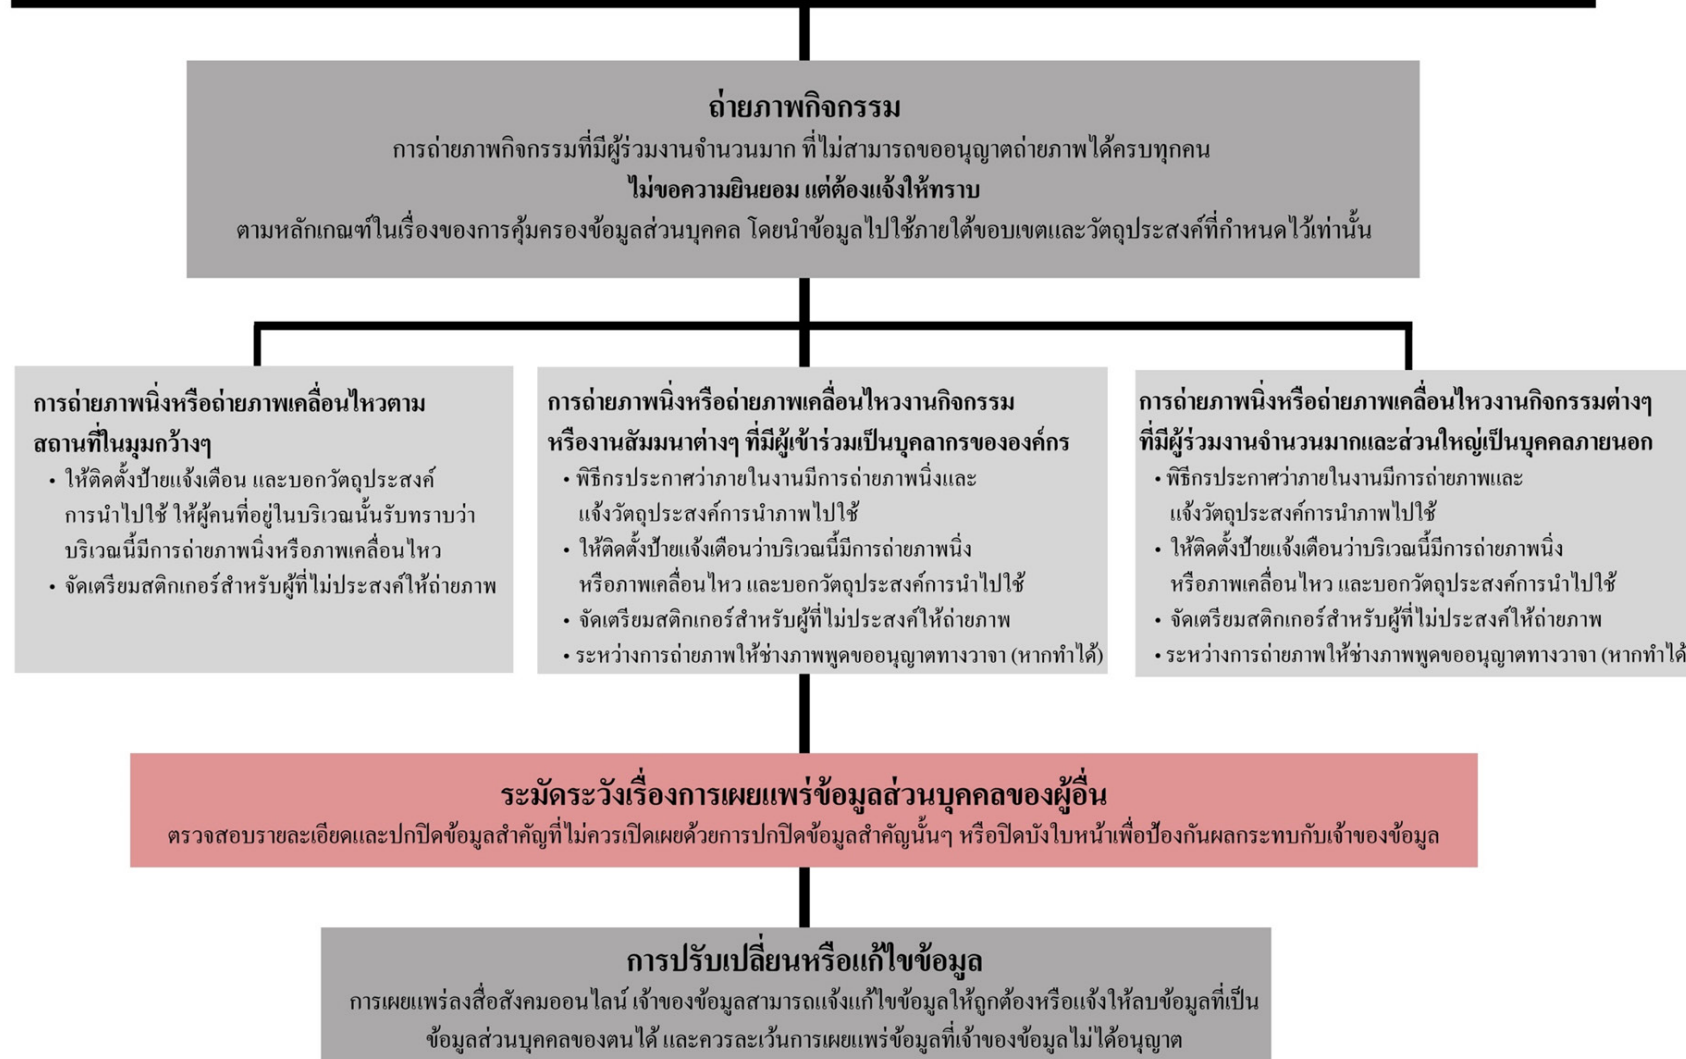 ถ่ายภาพกิจกรรม
การถ่ายภาพกิจกรรมที่มีผู้ร่วมงานจำนวนมาก ที่ไม่สามารถขออนุญาตถ่ายภาพได้ครบทุกคน
ไม่ขอความยินยอม แต่ต้องแจ้งให้ทราบ
ตามหลักเกณฑ์ในเรื่องของการคุ้มครองข้อมูลส่วนบุคคล โดยนำข้อมูลไปใช้ภายใต้ขอบเขตและวัตถุประสงค์ที่กำหนดไว้เท่านั้น
การถ่ายภาพนิ่งหรือถ่ายภาพเคลื่อนไหวตาม
สถานที่ในมุมกว้างๆ
• ให้ติดตั้งป้ายแจ้งเตือน และบอกวัตถุประสงค์
การนำไปใช้ ให้ผู้คนที่อยู่ในบริเวณนั้นรับทราบว่า
บริเวณนี้มีการถ่ายภาพนิ่งหรือภาพเคลื่อนไหว
• จัดเตรียมสติกเกอร์สำหรับผู้ที่ไม่ประสงค์ให้ถ่ายภาพ
การถ่ายภาพนิ่งหรือถ่ายภาพเคลื่อนไหวงานกิจกรรม
หรืองานสัมมนาต่างๆ ที่มีผู้เข้าร่วมเป็นบุคลากรขององค์กร
• พิธีกรประกาศว่าภายในงานมีการถ่ายภาพนิ่งและ
แจ้งวัตถุประสงค์การนำภาพไปใช้
• ให้ติดตั้งป้ายแจ้งเตือนว่าบริเวณนี้มีการถ่ายภาพนิ่ง
หรือภาพเคลื่อนไหว และบอกวัตถุประสงค์การนำไปใช้
• จัดเตรียมสติกเกอร์สำหรับผู้ที่ไม่ประสงค์ให้ถ่ายภาพ
• ระหว่างการถ่ายภาพให้ช่างภาพพูดขออนุญาตทางวาจา (หากทำได้)
การถ่ายภาพนิ่งหรือถ่ายภาพเคลื่อนไหวงานกิจกรรมต่างๆ
ที่มีผู้ร่วมงานจำนวนมากและส่วนใหญ่เป็นบุคคลภายนอก
• พิธีกรประกาศว่าภายในงานมีการถ่ายภาพและ
แจ้งวัตถุประสงค์การนำภาพไปใช้
• ให้ติดตั้งป้ายแจ้งเตือนว่าบริเวณนี้มีการถ่ายภาพนิ่ง
หรือภาพเคลื่อนไหว และบอกวัตถุประสงค์การนำไปใช้
• จัดเตรียมสติกเกอร์สำหรับผู้ที่ไม่ประสงค์ให้ถ่ายภาพ
• ระหว่างการถ่ายภาพให้ช่างภาพพูดขออนุญาตทางวาจา (หากทำได้
ระมัดระวังเรื่องการเผยแพร่ข้อมูลส่วนบุคคลของผู้อื่น
ตรวจสอบรายละเอียดและปกปิดข้อมูลสำคัญที่ไม่ควรเปิดเผยด้วยการปกปิดข้อมูลสำคัญนั้นๆ หรือปิดบังใบหน้าเพื่อป้องกันผลกระทบกับเจ้าของข้อมูล
การปรับเปลี่ยนหรือแก้ไขข้อมูล
การเผยแพร่ลงสื่อสังคมออนไลน์ เจ้าของข้อมูลสามารถแจ้งแก้ไขข้อมูลให้ถูกต้องหรือแจ้งให้ลบข้อมูลที่เป็น
ข้อมูลส่วนบุคคลของตนได้ และควรละเว้นการเผยแพร่ข้อมูลที่เจ้าของข้อมูลไม่ได้อนุญาต